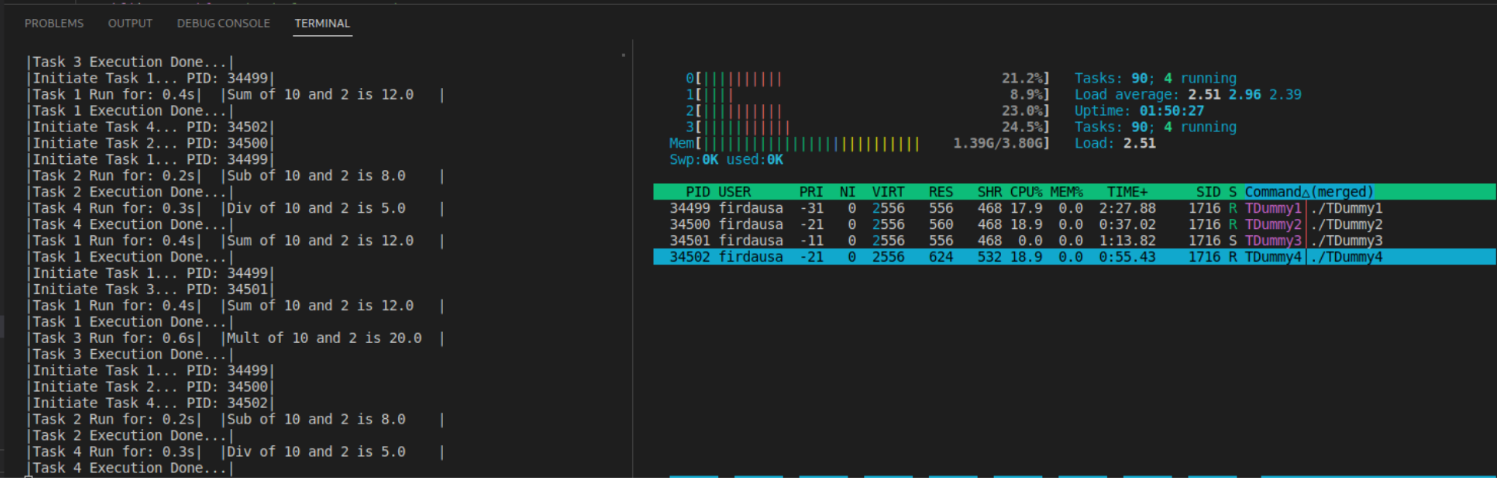 PROBLEMS OUTPUT DEBUG CONSOLE TERMINAL
|Task 3 Execution Done...|
|Initiate Task 1... PID: 34499|
|Task 1 Run for: 0.4s| |Sum of 10 and 2 is 12.0 |
|Task 1 Execution Done...|
|Initiate Task 4... PID: 34502|
|Initiate Task 2... PID: 34500|
|Initiate Task 1... PID: 34499|
|Task 2 Run for: 0.2s| |Sub of 10 and 2 is 8.0 |
|Task 2 Execution Done...|
|Task 4 Run for: 0.3s| |Div of 10 and 2 is 5.0 |
|Task 4 Execution Done...|
|Task 1 Run for: 0.4s| |Sum of 10 and 2 is 12.0 |
|Task 1 Execution Done...|
|Initiate Task 1... PID: 34499|
|Initiate Task 3... PID: 34501|
|Task 1 Run for: 0.4s| |Sum of 10 and 2 is 12.0 |
|Task 1 Execution Done...|
|Task 3 Run for: 0.6s| |Mult of 10 and 2 is 20.0 |
|Task 3 Execution Done...|
|Initiate Task 1... PID: 34499|
|Initiate Task 2... PID: 34500|
|Initiate Task 4... PID: 34502|
|Task 2 Run for: 0.2s| |Sub of 10 and 2 is 8.0 |
|Task 2 Execution Done...|
|Task 4 Run for: 0.3s| |Div of 10 and 2 is 5.0 |
|Task 4 Execution Done...|
0[||||||||||| 21.2%] Tasks: 90; 4 running
1[|||| 8.9%] Load average: 2.51 2.96 2.39
2[||||||||||| 23.0%] Uptime: 01:50:27
3[|||||||||||| 24.5%] Tasks: 90; 4 running
Mem[||||||||||||||||||||||||||| 1.39G/3.80G] Load: 2.51
Swp:0K used:0K
PID USER PRI NI VIRT RES SHR CPU% MEM% TIME+ SID S Command△(merged)
34499 firdausa -31 0 2556 556 468 17.9 0.0 2:27.88 1716 R TDummy1|./TDummy1
34500 firdausa -21 0 2556 560 468 18.9 0.0 0:37.02 1716 R TDummy2|./TDummy2
34501 firdausa -11 0 2556 556 468 0.0 0.0 1:13.82 1716 S TDummy3|./TDummy3
34502 firdausa -21 0 2556 624 532 18.9 0.0 0:55.43 1716 R TDummy4|./TDummy4